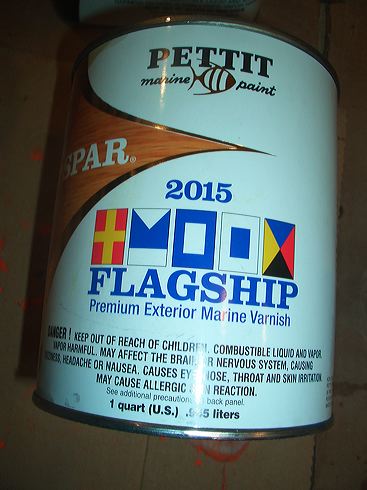 PETTIT
marine paint
SPAR®
2015
FLAGSHIP
Premium Exterior Marine Varnish
DANGER! KEEP OUT OF REACH OF CHILDREN. COMBUSTIBLE LIQUID AND VAPOR.
VAPOR HARMFUL. MAY AFFECT THE BRAIN OR NERVOUS SYSTEM, CAUSING
DIZZINESS, HEADACHE OR NAUSEA. CAUSES EYE, NOSE, THROAT AND SKIN IRRITATION.
MAY CAUSE ALLERGIC SKIN REACTION.
See additional precautions on back panel.
1 quart (U.S.) .945 liters